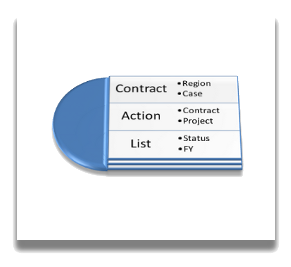 Contract
• Region
• Case
Action
• Contract
• Project
List
• Status
• FY